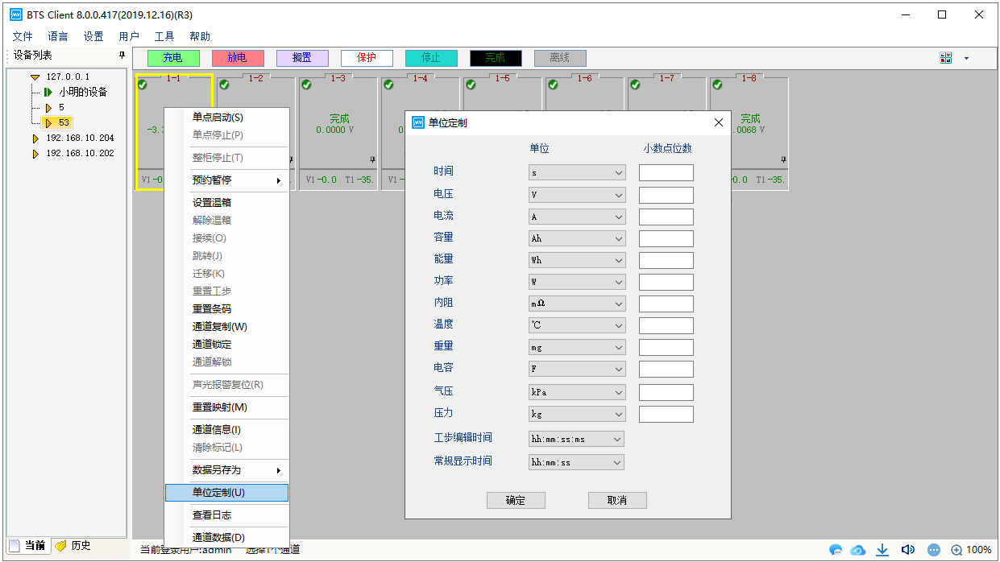 BTS Client 8.0.0.417(2019.12.16)(R3)
文件 语言 设置 用户 工具 帮助
设备列表
充电 放电 搁置 保护 停止 完成 离线
127.0.0.1
小明的设备
5
53
192.168.10.204
192.168.10.202
1-1 1-2 1-3 1-4 1-5 1-6 1-7 1-8
完成
0.0000 V
V1-0.0 T1-35.
完成
.0068 V
0.0 T1-35.
-3.3
V1-0
V1-
单点启动(S)
单点停止(P)
整柜停止(T)
预约暂停
设置温箱
解除温箱
接续(O)
跳转(J)
迁移(K)
重置工步
重置条码
通道复制(W)
通道锁定
通道解锁
声光报警复位(R)
重置映射(M)
通道信息(I)
清除标记(L)
数据另存为
单位定制(U)
查看日志
通道数据(D)
单位定制
单位 小数点位数
时间 s
电压 V
电流 A
容量 Ah
能量 Wh
功率 W
内阻 mΩ
温度 ℃
重量 mg
电容 F
气压 kPa
压力 kg
工步编辑时间 hh:mm:ss:ms
常规显示时间 hh:mm:ss
确定 取消
当前 历史
当前登录用户:admin 选择1个通道
100%